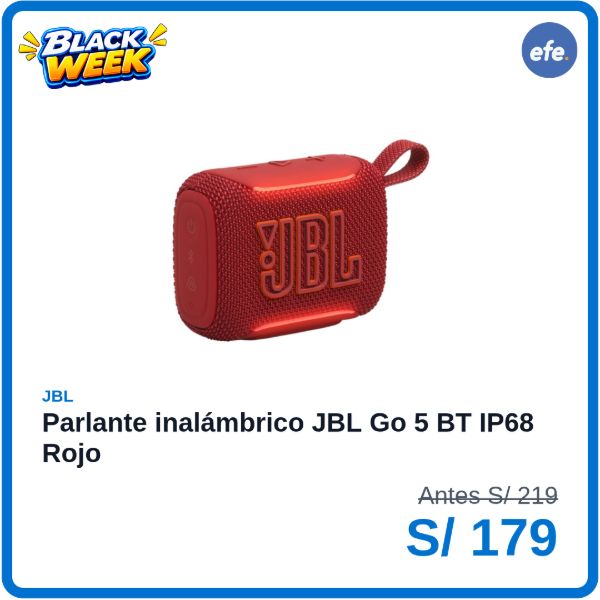 BLACK
WEEK
efe.
JBL
JBL
Parlante inalámbrico JBL Go 5 BT IP68
Rojo
Antes S/ 219
S/ 179